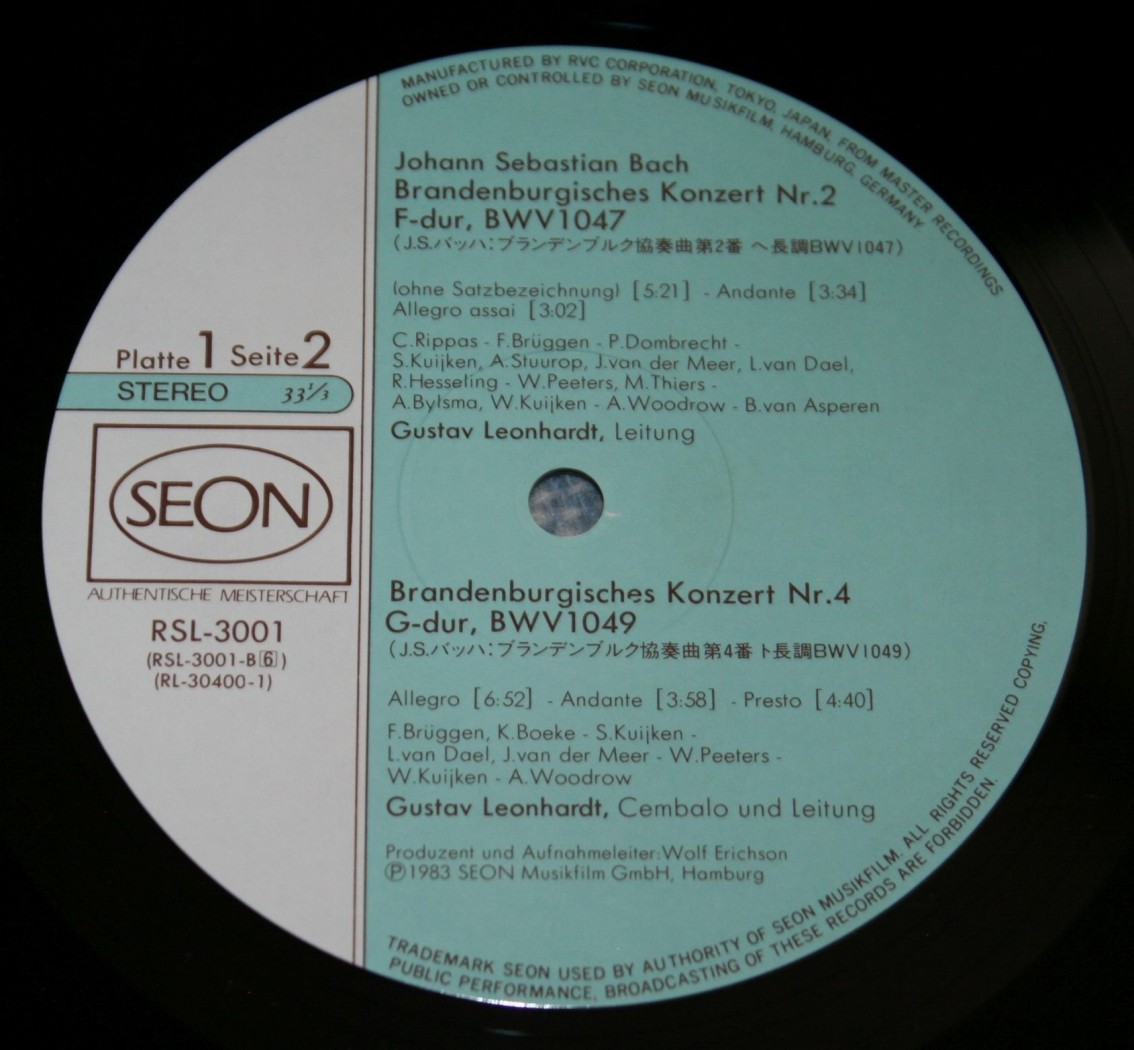 MANUFACTURED BY RVC CORPORATION, TOKYO, JAPAN, FROM MASTER RECORDINGS
OWNED OR CONTROLLED BY SEON MUSIKFILM, HAMBURG, GERMANY.
Johann Sebastian Bach
Brandenburgisches Konzert Nr.2
F-dur, BWV1047
(J.S.バッハ：ブランデンブルク協奏曲第2番 ヘ長調BWV1047)
(ohne Satzbezeichnung) [5:21] - Andante [3:34]
Allegro assai [3:02]
C.Rippas - F.Brüggen - P.Dombrecht -
S.Kuijken, A.Stuurop, J.van der Meer, L.van Dael,
R.Hesseling - W.Peeters, M.Thiers -
A.Bylsma, W.Kuijken - A.Woodrow - B.van Asperen
Gustav Leonhardt, Leitung
Platte 1 Seite 2
STEREO 33⅓
SEON
AUTHENTISCHE MEISTERSCHAFT
RSL-3001
(RSL-3001-B6)
(RL-30400-1)
Brandenburgisches Konzert Nr.4
G-dur, BWV1049
(J.S.バッハ：ブランデンブルク協奏曲第4番 ト長調BWV1049)
Allegro [6:52] - Andante [3:58] - Presto [4:40]
F.Brüggen, K.Boeke - S.Kuijken -
L.van Dael, J.van der Meer - W.Peeters -
W.Kuijken - A.Woodrow
Gustav Leonhardt, Cembalo und Leitung
Produzent und Aufnahmeleiter:Wolf Erichson
Ⓟ1983 SEON Musikfilm GmbH, Hamburg
TRADEMARK SEON USED BY AUTHORITY OF SEON MUSIKFILM. ALL RIGHTS RESERVED COPYING,
PUBLIC PERFORMANCE, BROADCASTING OF THESE RECORDS ARE FORBIDDEN.